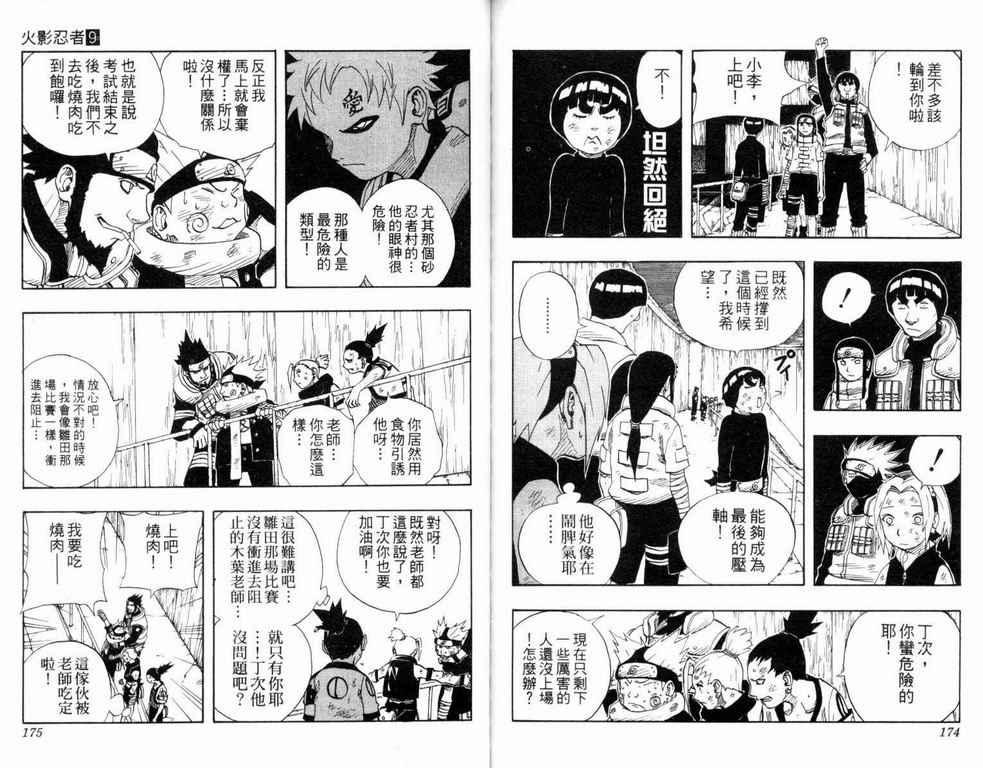 差不多該
輪到你啦
！
小李，
上吧！
不！
坦然回絕
！
既然
已經撐到
這個時候
了，我希
望…
………
プイ
！
能夠成為
最後的壓
軸！
他好像在
鬧脾氣耶
……
丁次，
你蠻危險的
耶！
現在只剩下
一些厲害的
人還沒上場
！怎麼辦？
174
火影忍者9
愛
尤其那個砂
忍者村的…
他的眼神很
危險！
那種人是
最危險的
類型！
反正我
馬上就會棄
權了…所以
沒什麼關係
啦！
也就是說
考試結束之
後，我們不
去吃燒肉吃
到飽囉！
你居然用
食物引誘
他呀…
老師…
你怎麼這
樣…
放心吧！
情況不對的時候
，我會像雛田那
場比賽一樣，衝
進去阻止…
對呀！
既然老師都
這麼說了，
丁次你也要
加油啊！
這很難講吧…
雛田那場比賽
沒有衝進去阻
止的木葉老師…
…就只有你耶
…！丁次他
沒問題吧？
上吧！
燒肉！
我要吃
燒肉──
這傢伙被
老師吃定
啦！
175